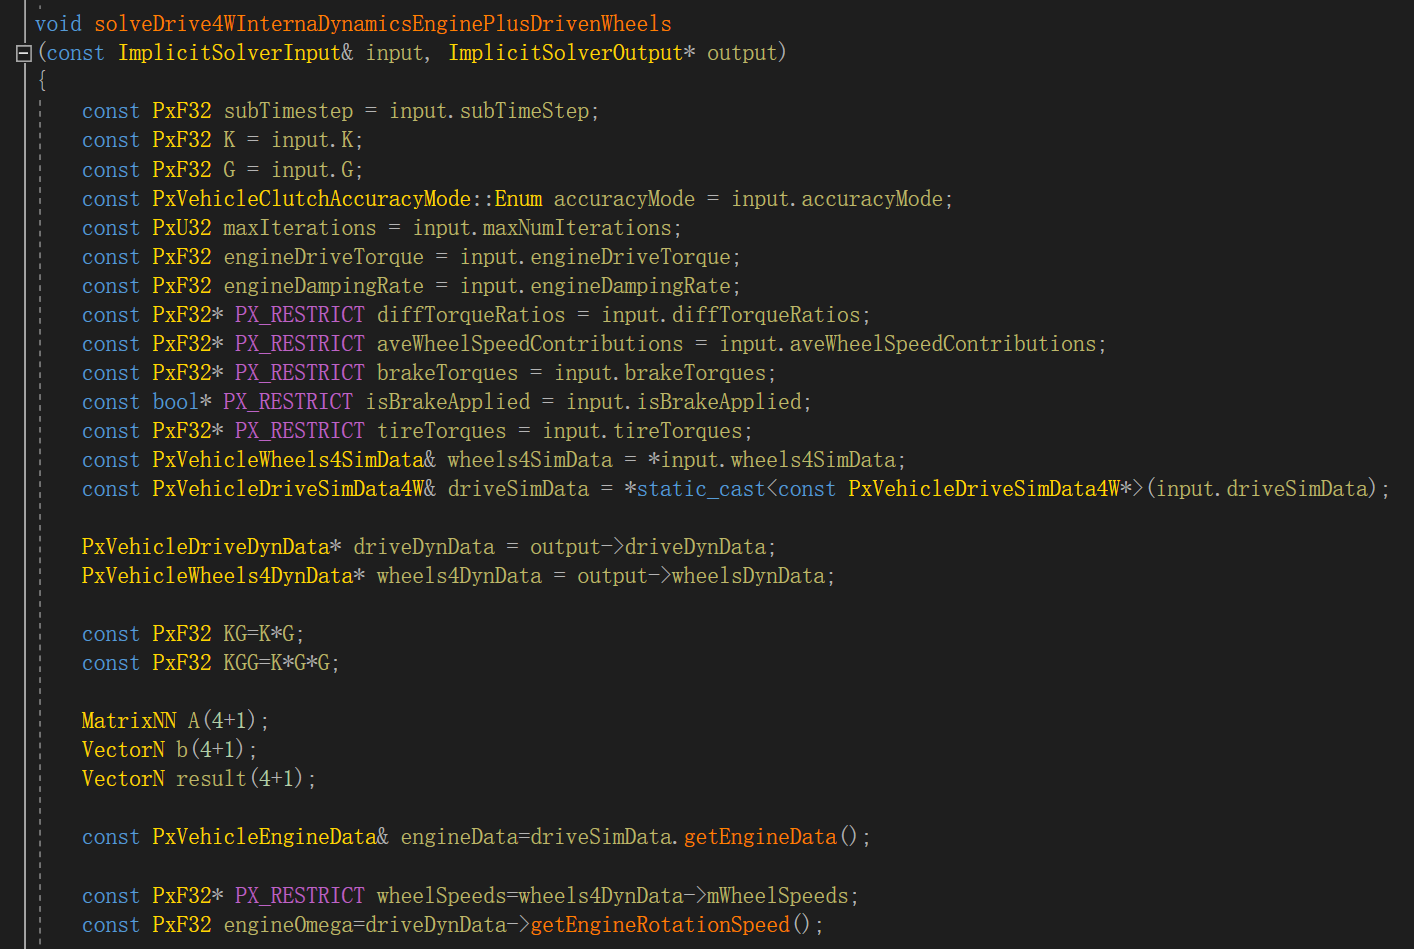 void solveDrive4WInternaDynamicsEnginePlusDrivenWheels
(const ImplicitSolverInput& input, ImplicitSolverOutput* output)
{
const PxF32 subTimestep = input.subTimeStep;
const PxF32 K = input.K;
const PxF32 G = input.G;
const PxVehicleClutchAccuracyMode::Enum accuracyMode = input.accuracyMode;
const PxU32 maxIterations = input.maxNumIterations;
const PxF32 engineDriveTorque = input.engineDriveTorque;
const PxF32 engineDampingRate = input.engineDampingRate;
const PxF32* PX_RESTRICT diffTorqueRatios = input.diffTorqueRatios;
const PxF32* PX_RESTRICT aveWheelSpeedContributions = input.aveWheelSpeedContributions;
const PxF32* PX_RESTRICT brakeTorques = input.brakeTorques;
const bool* PX_RESTRICT isBrakeApplied = input.isBrakeApplied;
const PxF32* PX_RESTRICT tireTorques = input.tireTorques;
const PxVehicleWheels4SimData& wheels4SimData = *input.wheels4SimData;
const PxVehicleDriveSimData4W& driveSimData = *static_cast<const PxVehicleDriveSimData4W*>(input.driveSimData);
PxVehicleDriveDynData* driveDynData = output->driveDynData;
PxVehicleWheels4DynData* wheels4DynData = output->wheelsDynData;
const PxF32 KG=K*G;
const PxF32 KGG=K*G*G;
MatrixNN A(4+1);
VectorN b(4+1);
VectorN result(4+1);
const PxVehicleEngineData& engineData=driveSimData.getEngineData();
const PxF32* PX_RESTRICT wheelSpeeds=wheels4DynData->mWheelSpeeds;
const PxF32 engineOmega=driveDynData->getEngineRotationSpeed();